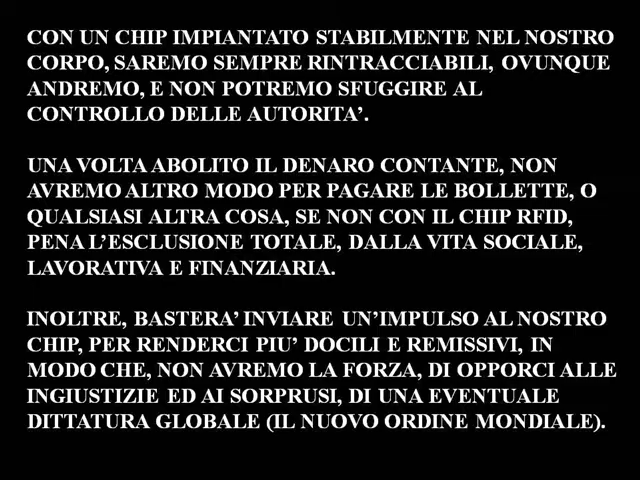 CON UN CHIP IMPIANTATO STABILMENTE NEL NOSTRO
CORPO, SAREMO SEMPRE RINTRACCIABILI, OVUNQUE
ANDREMO, E NON POTREMO SFUGGIRE AL
CONTROLLO DELLE AUTORITA’.
UNA VOLTA ABOLITO IL DENARO CONTANTE, NON
AVREMO ALTRO MODO PER PAGARE LE BOLLETTE, O
QUALSIASI ALTRA COSA, SE NON CON IL CHIP RFID,
PENA L’ESCLUSIONE TOTALE, DALLA VITA SOCIALE,
LAVORATIVA E FINANZIARIA.
INOLTRE, BASTERA’ INVIARE UN’IMPULSO AL NOSTRO
CHIP, PER RENDERCI PIU’ DOCILI E REMISSIVI, IN
MODO CHE, NON AVREMO LA FORZA, DI OPPORCI ALLE
INGIUSTIZIE ED AI SORPRUSI, DI UNA EVENTUALE
DITTATURA GLOBALE (IL NUOVO ORDINE MONDIALE).